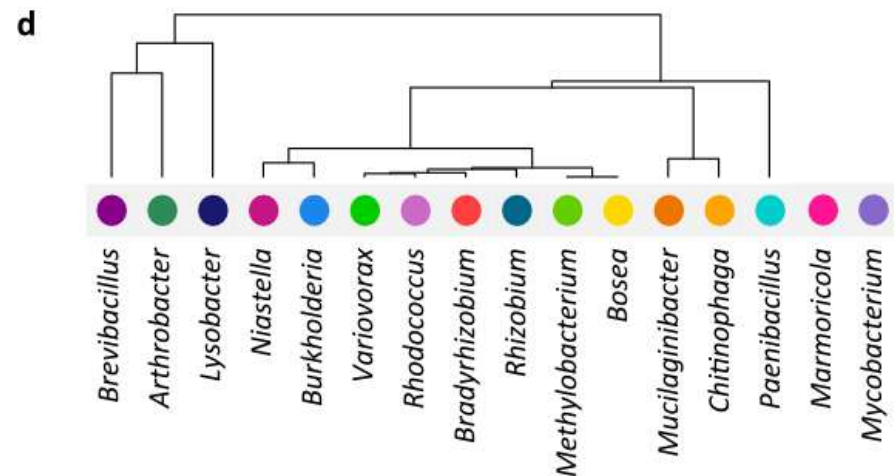 d
Brevibacillus
Arthrobacter
Lysobacter
Niastella
Burkholderia
Variovorax
Rhodococcus
Bradyrhizobium
Rhizobium
Methylobacterium
Bosea
Mucilaginibacter
Chitinophaga
Paenibacillus
Marmoricola
Mycobacterium